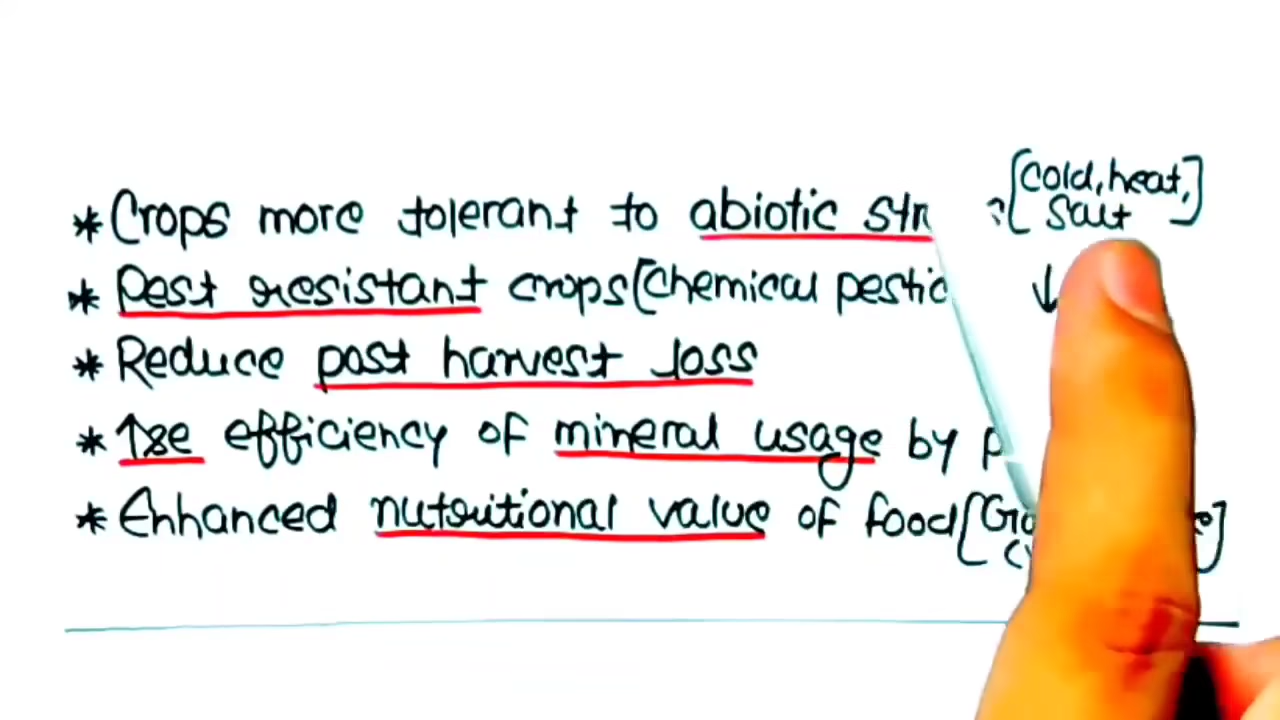 [cold, heat,
* Crops more tolerant to abiotic salt]
* Pest resistant crops [chemical ↓
* Reduce post harvest loss
* ↑se efficiency of mineral usage by
* Enhanced nutritional value of food [